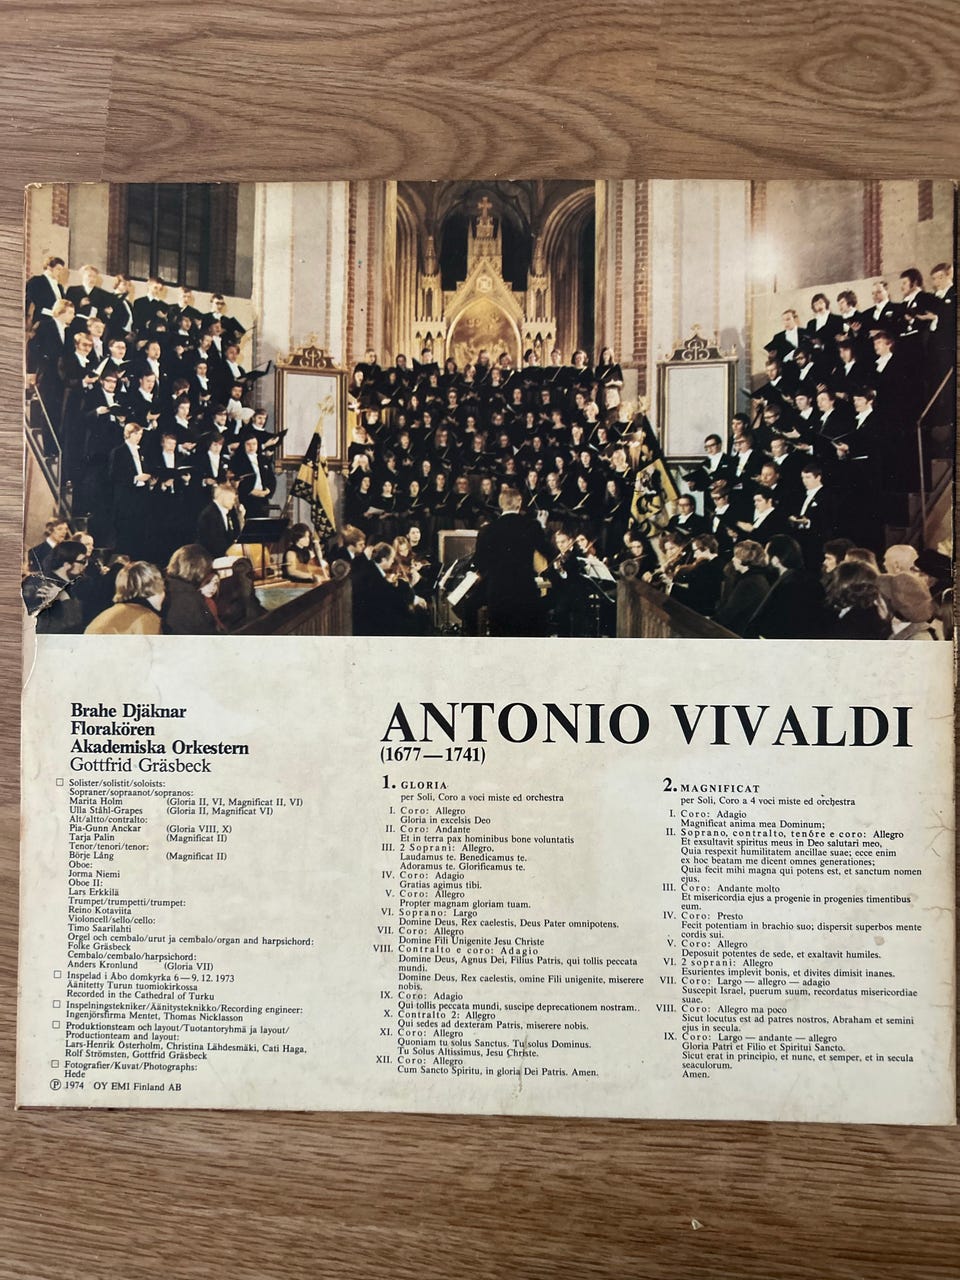 Brahe Djäknar
Florakören
Akademiska Orkestern
Gottfrid Gräsbeck
Solister/solistit/soloists:
Sopraner/sopraanot/sopranos:
Marita Holm (Gloria II, VI, Magnificat II, VI)
Ulla Ståhl-Grapes (Gloria II, Magnificat VI)
Alt/altto/contralto:
Pia-Gunn Anckar (Gloria VIII, X)
Tarja Palin (Magnificat II)
Tenor/tenori/tenor:
Börje Lång (Magnificat II)
Oboe:
Jorma Niemi
Oboe II:
Lars Erkkilä
Trumpet/trumpetti/trumpet:
Reino Kotaviita
Violoncell/sello/cello:
Timo Saarilahti
Orgel och cembalo/urut ja cembalo/organ and harpsichord:
Folke Gräsbeck
Cembalo/cembalo/harpsichord:
Anders Kronlund (Gloria VII)
Inspelad i Åbo domkyrka 6—9. 12. 1973
Äänitetty Turun tuomiokirkossa
Recorded in the Cathedral of Turku
Inspelningstekniker/Äänitysteknikko/Recording engineer:
Ingenjörsfirma Mentet, Thomas Nicklasson
Produktionsteam och layout/Tuotantoryhmä ja layout/
Productionteam and layout:
Lars-Henrik Österholm, Christina Lähdesmäki, Cati Haga,
Rolf Strömsten, Gottfrid Gräsbeck
Fotografier/Kuvat/Photographs:
Hede
Ⓟ 1974 OY EMI Finland AB
ANTONIO VIVALDI
(1677—1741)
1. GLORIA
per Soli, Coro a voci miste ed orchestra
I. Coro: Allegro
Gloria in excelsis Deo
II. Coro: Andante
Et in terra pax hominibus bone voluntatis
III. 2 Soprani: Allegro.
Laudamus te. Benedicamus te.
Adoramus te. Glorificamus te.
IV. Coro: Adagio
Gratias agimus tibi.
V. Coro: Allegro
Propter magnam gloriam tuam.
VI. Soprano: Largo
Domine Deus, Rex caelestis, Deus Pater omnipotens.
VII. Coro: Allegro
Domine Fili Unigenite Jesu Christe
VIII. Contralto e coro: Adagio
Domine Deus, Agnus Dei, Filius Patris, qui tollis peccata
mundi.
Domine Deus, Rex caelestis, omine Fili unigenite, miserere
nobis.
IX. Coro: Adagio
Qui tollis peccata mundi, suscipe deprecationem nostram..
X. Contralto 2: Allegro
Qui sedes ad dexteram Patris, miserere nobis.
XI. Coro: Allegro
Quoniam tu solus Sanctus. Tu solus Dominus.
Tu Solus Altissimus, Jesu Christe.
XII. Coro: Allegro
Cum Sancto Spiritu, in gloria Dei Patris. Amen.
2. MAGNIFICAT
per Soli, Coro a 4 voci miste ed orchestra
I. Coro: Adagio
Magnificat anima mea Dominum;
II. Soprano, contralto, tenóre e coro: Allegro
Et exsultavit spiritus meus in Deo salutari meo,
Quia respexit humilitatem ancillae suae; ecce enim
ex hoc beatam me dicent omnes generationes;
Quia fecit mihi magna qui potens est, et sanctum nomen
ejus.
III. Coro: Andante molto
Et misericordia ejus a progenie in progenies timentibus
eum.
IV. Coro: Presto
Fecit potentiam in brachio suo; dispersit superbos mente
cordis sui.
V. Coro: Allegro
Deposuit potentes de sede, et exaltavit humiles.
VI. 2 soprani: Allegro
Esurientes implevit bonis, et divites dimisit inanes.
VII. Coro: Largo — allegro — adagio
Suscepit Israel, puerum suum, recordatus misericordiae
suae.
VIII. Coro: Allegro ma poco
Sicut locutus est ad patres nostros, Abraham et semini
ejus in secula.
IX. Coro: Largo — andante — allegro
Gloria Patri et Filio et Spiritui Sancto.
Sicut erat in principio, et nunc, et semper, et in secula
seaculorum.
Amen.